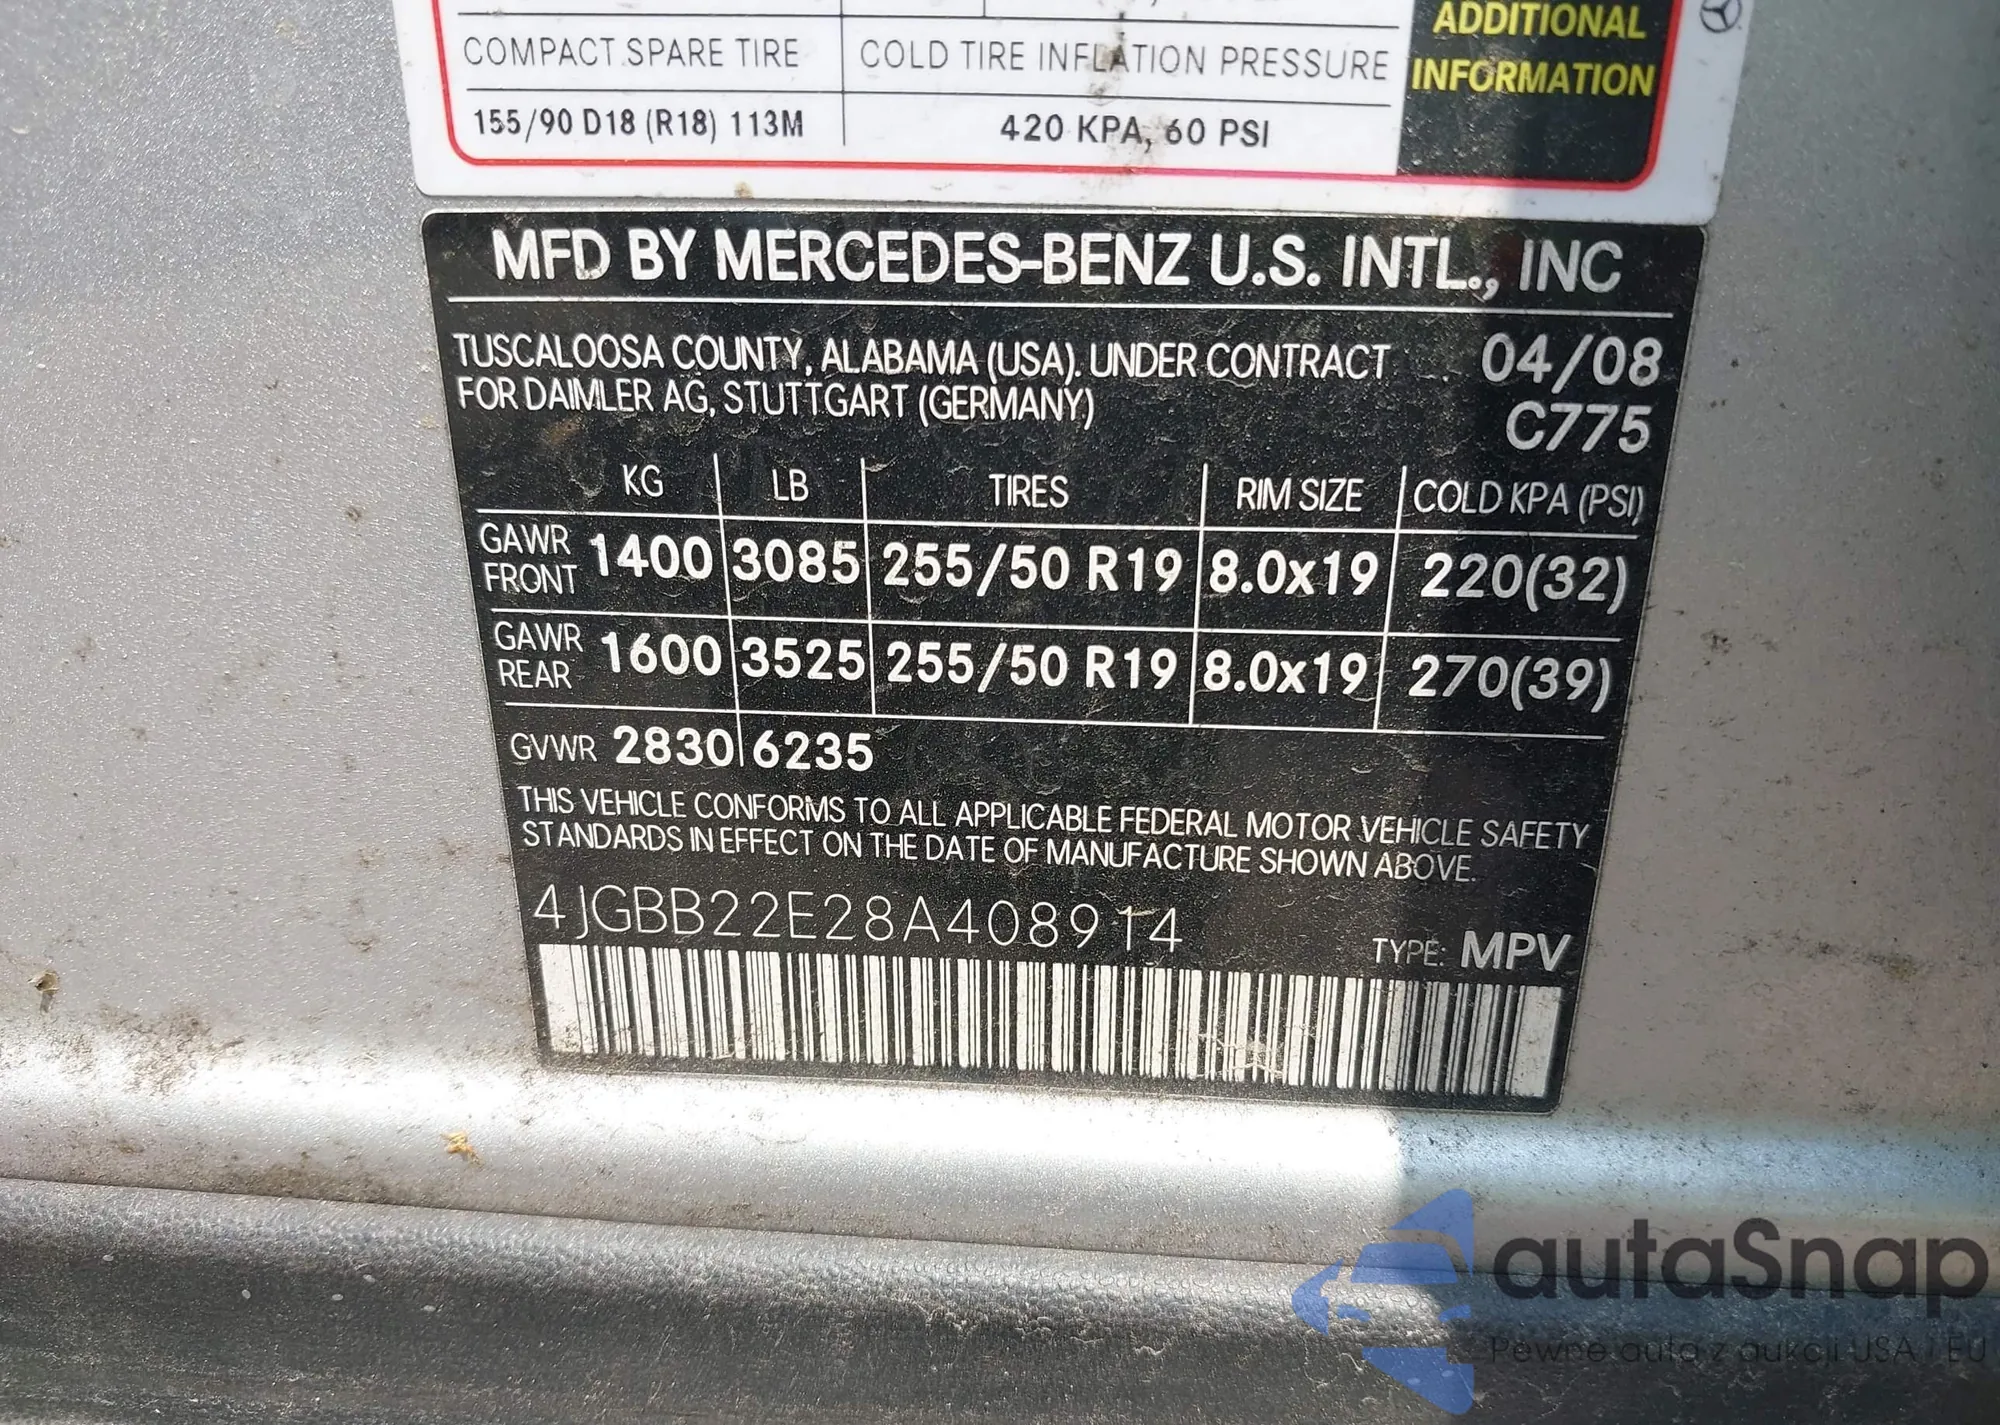 ADDITIONAL
COMPACT SPARE TIRE COLD TIRE INFLATION PRESSURE INFORMATION
155/90 D18 (R18) 113M 420 KPA, 60 PSI
MFD BY MERCEDES-BENZ U.S. INTL., INC
TUSCALOOSA COUNTY, ALABAMA (USA). UNDER CONTRACT 04/08
FOR DAIMLER AG, STUTTGART (GERMANY) C775
KG LB TIRES RIM SIZE COLD KPA (PSI)
GAWR FRONT 1400 3085 255/50 R19 8.0x19 220(32)
GAWR REAR 1600 3525 255/50 R19 8.0x19 270(39)
GVWR 2830 6235
THIS VEHICLE CONFORMS TO ALL APPLICABLE FEDERAL MOTOR VEHICLE SAFETY
STANDARDS IN EFFECT ON THE DATE OF MANUFACTURE SHOWN ABOVE.
4JGBB22E28A408914 TYPE: MPV
autaSnap
Pewne auta z aukcji USA i EU